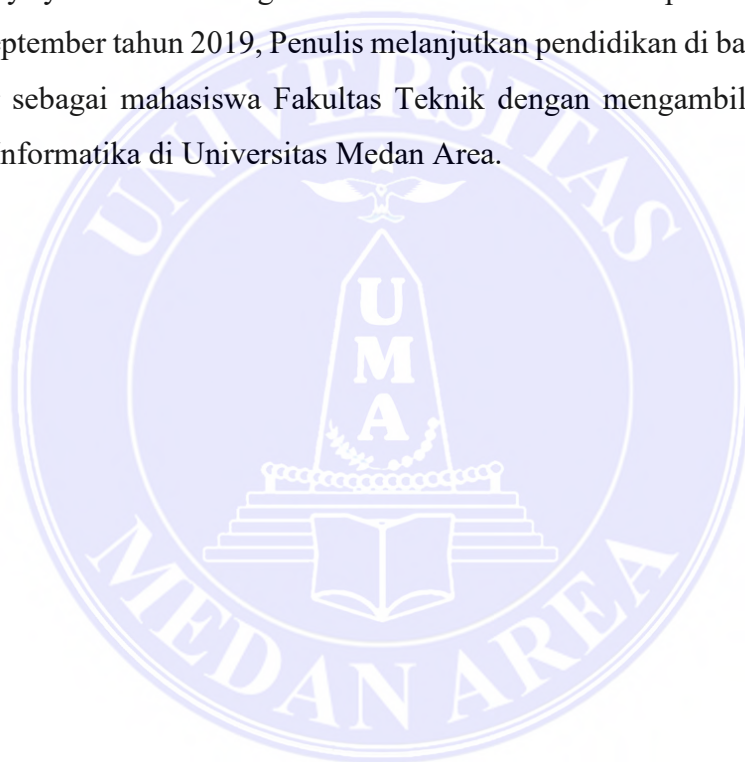 eptember tahun 2019, Penulis melanjutkan pendidikan di ba
sebagai mahasiswa Fakultas Teknik dengan mengambil
nformatika di Universitas Medan Area.
UNIVERSITAS
U
M
A
MEDAN AREA